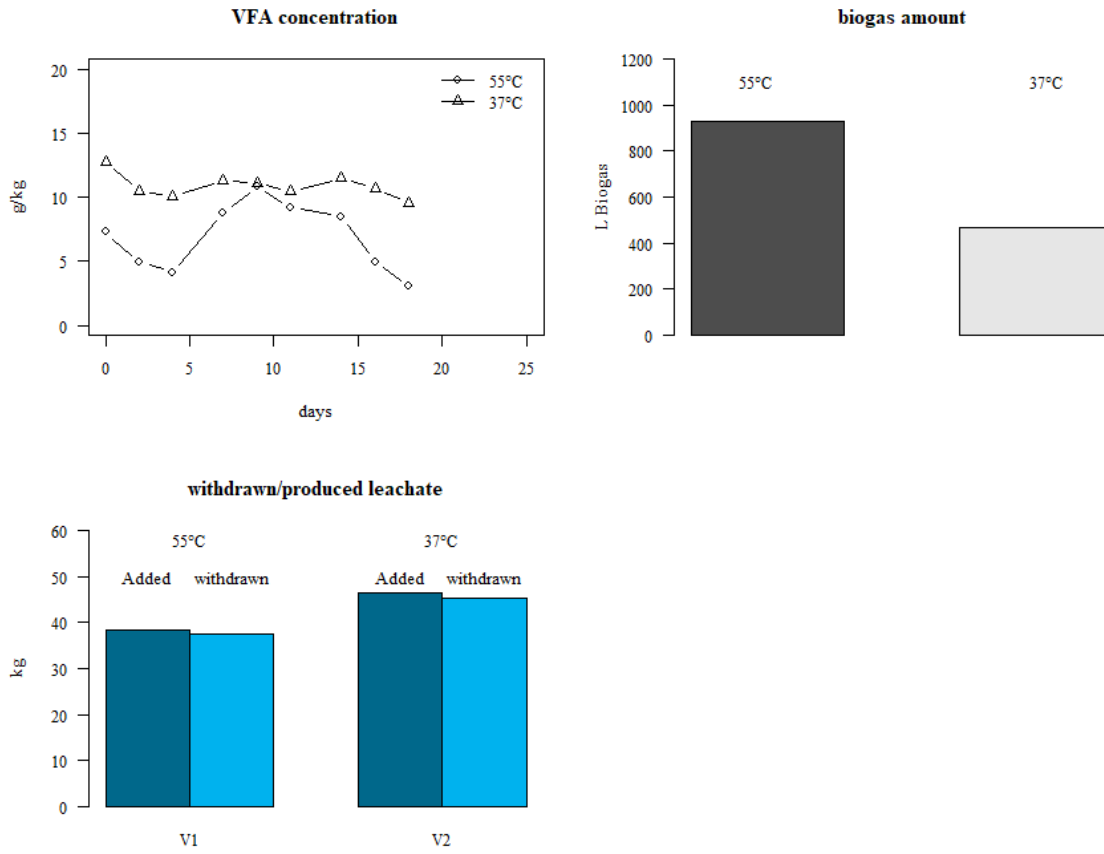 VFA concentration
20
15
10
5
0
g/kg
55°C
37°C
0 5 10 15 20 25
days
biogas amount
1200
1000
800
600
400
200
0
L Biogas
55°C 37°C
withdrawn/produced leachate
60
50
40
30
20
10
0
kg
55°C 37°C
Added withdrawn Added withdrawn
V1 V2